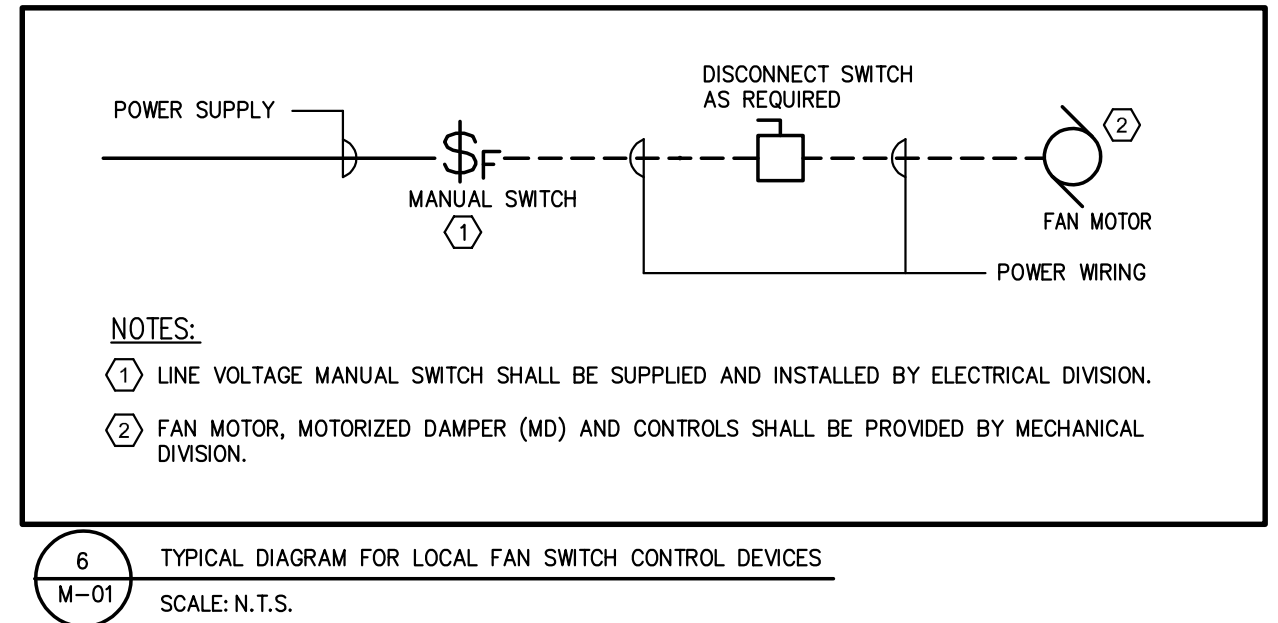 DISCONNECT SWITCH
AS REQUIRED
POWER SUPPLY
2
$F
MANUAL SWITCH
1
FAN MOTOR
POWER WIRING
NOTES:
1 LINE VOLTAGE MANUAL SWITCH SHALL BE SUPPLIED AND INSTALLED BY ELECTRICAL DIVISION.
2 FAN MOTOR, MOTORIZED DAMPER (MD) AND CONTROLS SHALL BE PROVIDED BY MECHANICAL
DIVISION.
6 TYPICAL DIAGRAM FOR LOCAL FAN SWITCH CONTROL DEVICES
M-01 SCALE: N.T.S.